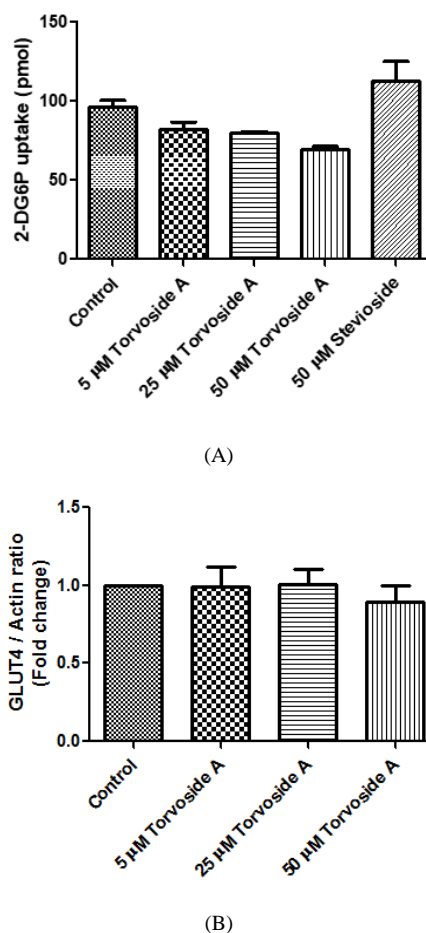 2-DG6P uptake (pmol)
150
100
50
0
Control
5 µM Torvoside A
25 µM Torvoside A
50 µM Torvoside A
50 µM Stevioside
(A)
GLUT4 / Actin ratio
(Fold change)
1.5
1.0
0.5
0.0
Control
5 µM Torvoside A
25 µM Torvoside A
50 µM Torvoside A
(B)